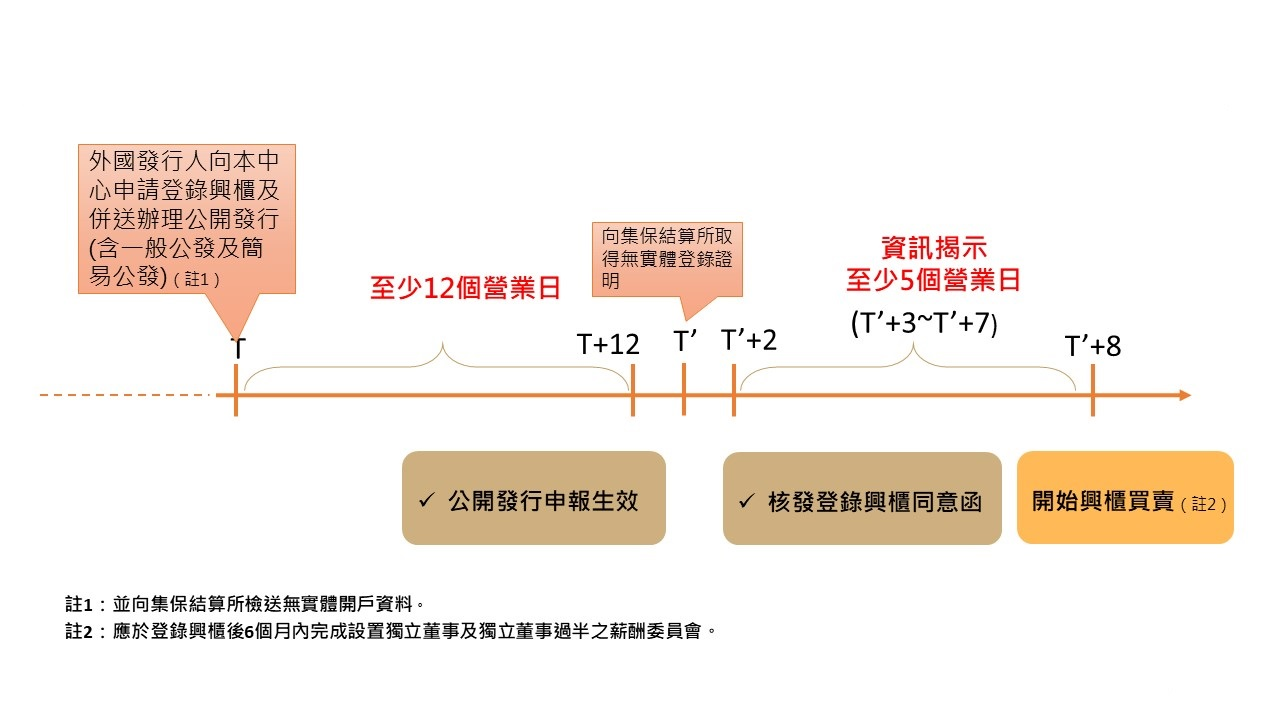 外國發行人向本中
心申請登錄興櫃及
併送辦理公開發行
(含一般公發及簡
易公發)（註1）
至少12個營業日
向集保結算所取
得無實體登錄證
明
資訊揭示
至少5個營業日
(T’+3~T’+7)
T
T+12
T’
T’+2
T’+8
✓ 公開發行申報生效
✓ 核發登錄興櫃同意函
開始興櫃買賣（註2）
註1：並向集保結算所檢送無實體開戶資料。
註2：應於登錄興櫃後6個月內完成設置獨立董事及獨立董事過半之薪酬委員會。